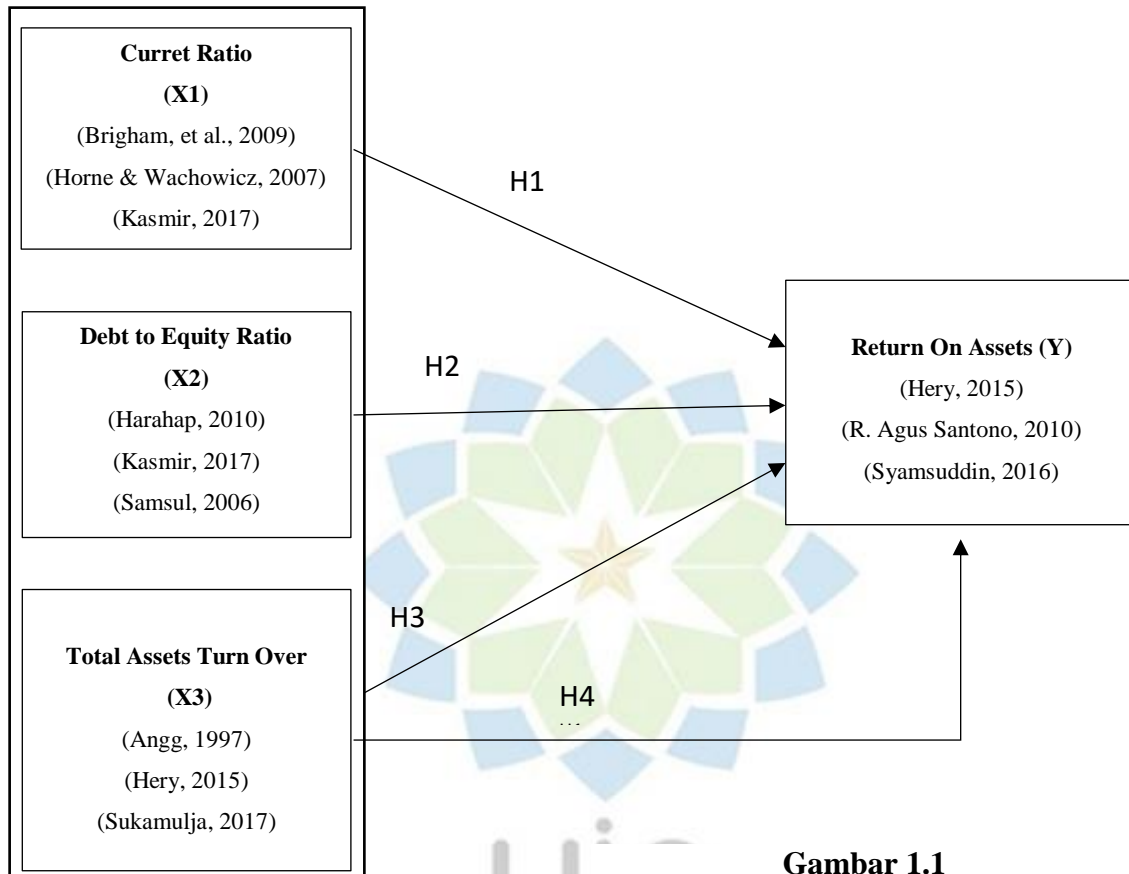 Curret Ratio
(X1)
(Brigham, et al., 2009)
(Horne & Wachowicz, 2007)
(Kasmir, 2017)
H1
Debt to Equity Ratio
(X2)
(Harahap, 2010)
(Kasmir, 2017)
(Samsul, 2006)
H2
Return On Assets (Y)
(Hery, 2015)
(R. Agus Santono, 2010)
(Syamsuddin, 2016)
H3
Total Assets Turn Over
(X3)
(Angg, 1997)
(Hery, 2015)
(Sukamulja, 2017)
H4
Gambar 1.1